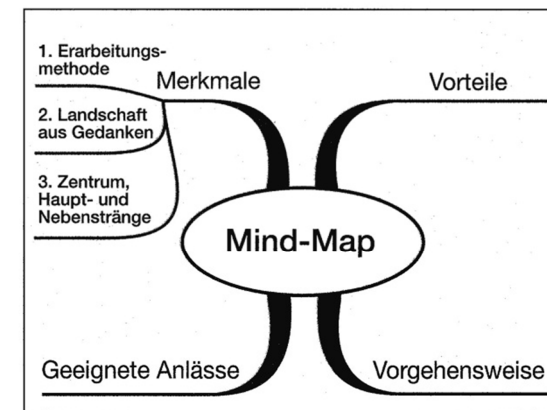 1. Erarbeitungs-
methode
Merkmale
2. Landschaft
aus Gedanken
3. Zentrum,
Haupt- und
Nebenstränge
Vorteile
Mind-Map
Geeignete Anlässe
Vorgehensweise